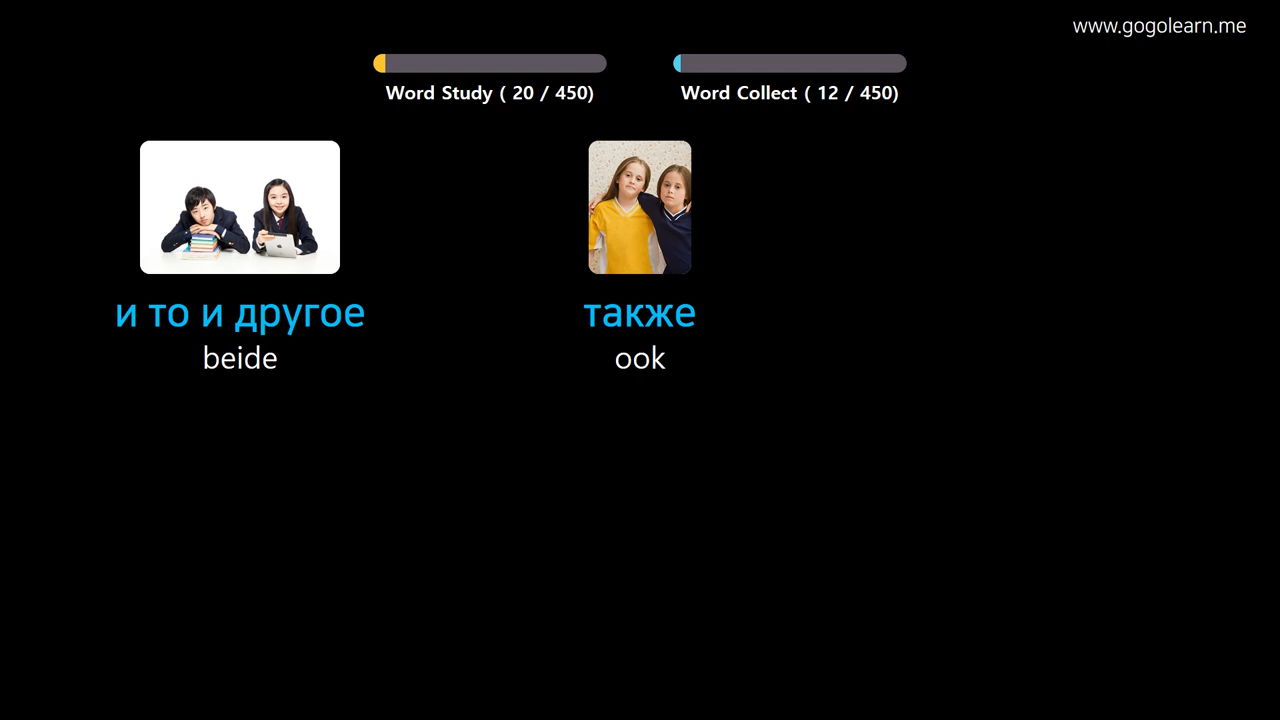 www.gogolearn.me
Word Study ( 20 / 450)
Word Collect ( 12 / 450)
и то и другое
beide
также
ook